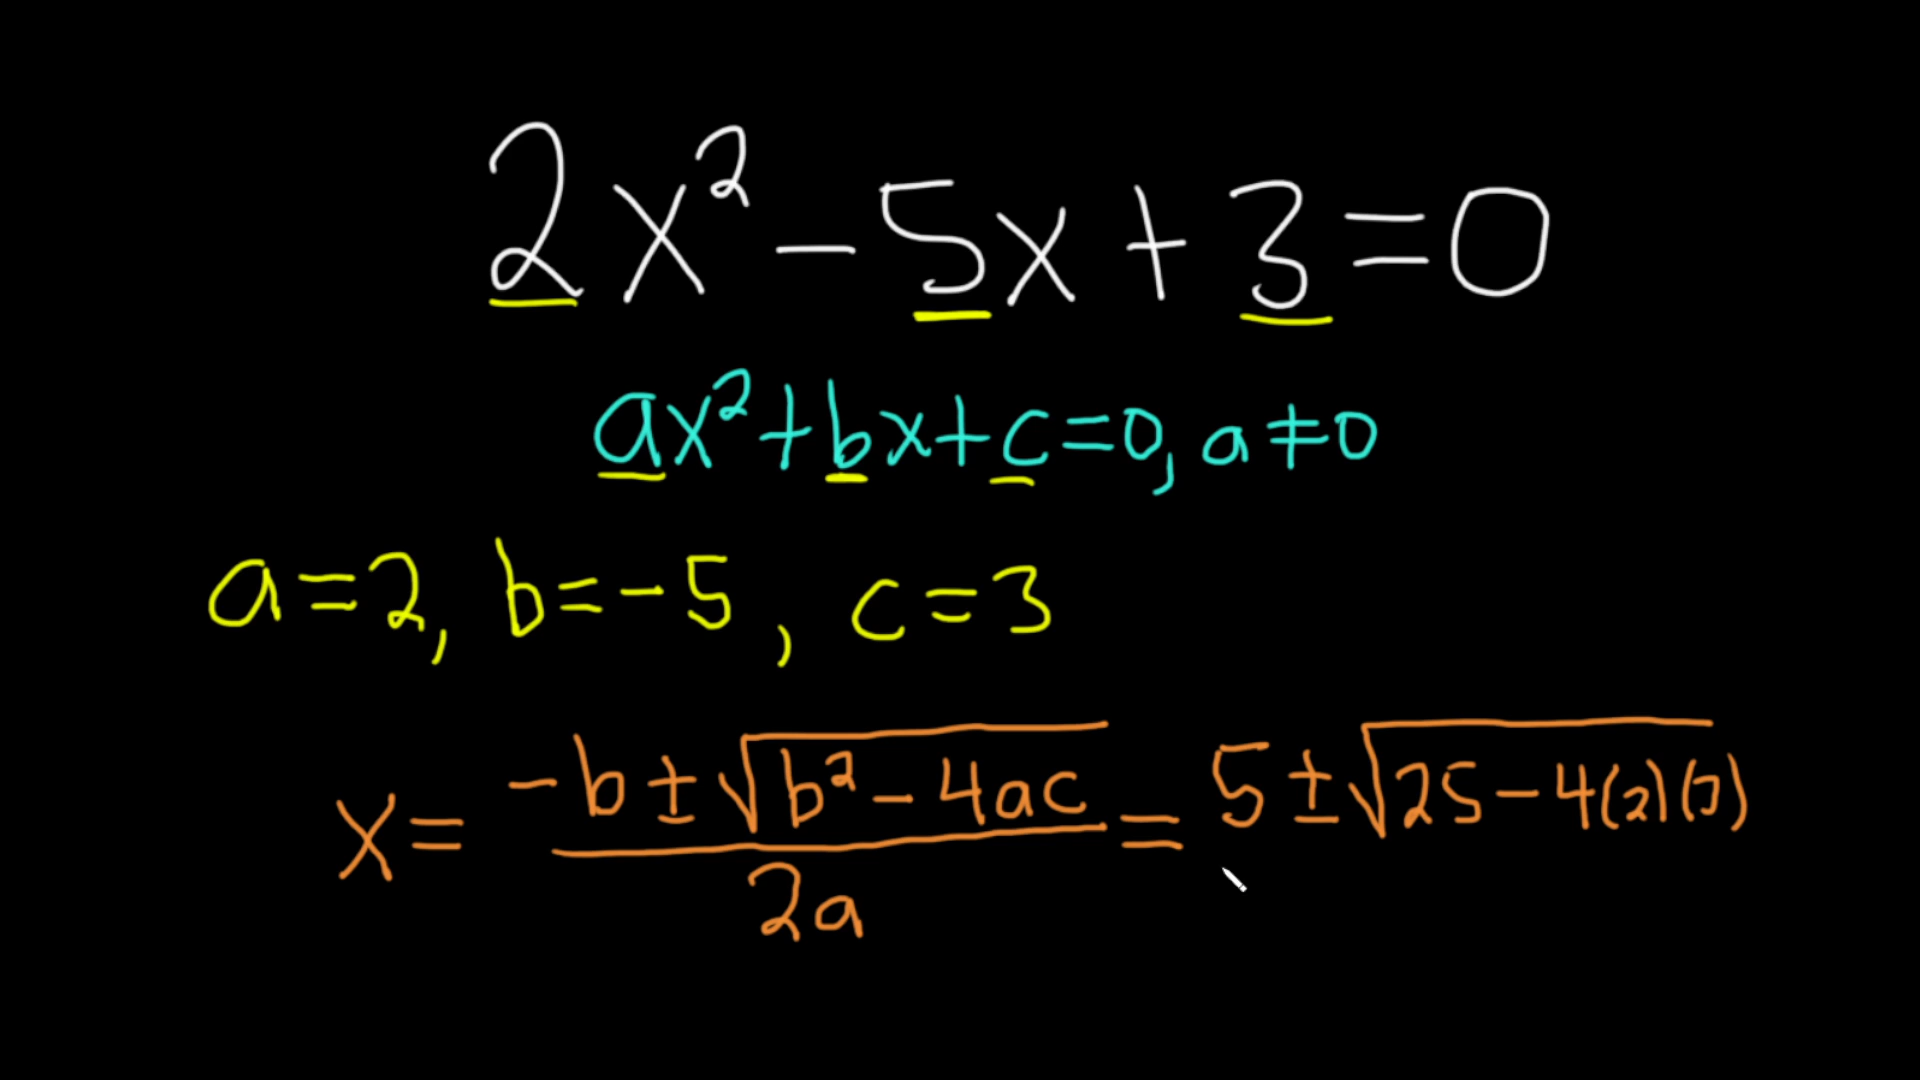 2x² - 5x + 3 = 0
ax² + bx + c = 0, a ≠ 0
a = 2, b = -5, c = 3
x = (-b ± √(b² - 4ac)) / 2a = 5 ± √(25 - 4(2)(3))